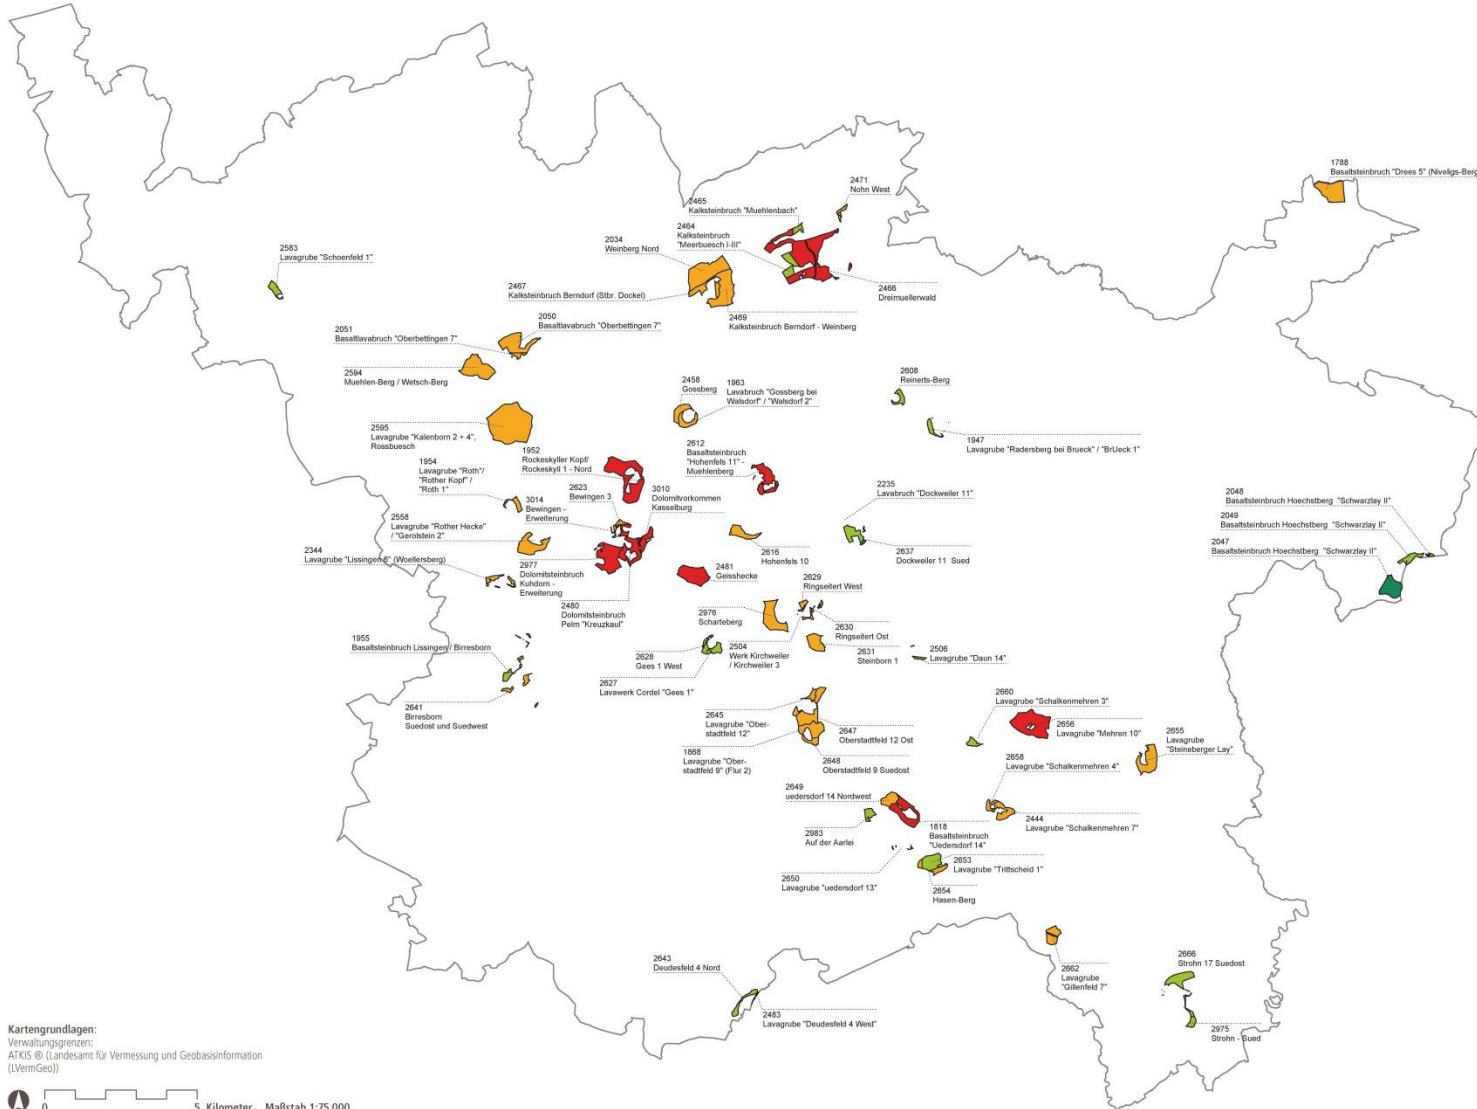 1788
Basaltsteinbruch "Drees 5" (Niveligs-Berg
2471
Nohn West
2465
Kalksteinbruch "Muehlenbach"
2464
Kalksteinbruch
"Meerbuesch I-III"
2034
Weinberg Nord
2583
Lavagrube "Schoenfeld 1"
2467
Kalksteinbruch Berndorf (Stbr. Dockel)
2466
Dreimuellerwald
2469
Kalksteinbruch Berndorf - Weinberg
2050
Basaltlavabruch "Oberbettingen 7"
2051
Basaltlavabruch "Oberbettingen 7"
2594
Muehlen-Berg / Wetsch-Berg
2458
Gossberg
1963
Lavabruch "Gossberg bei
Walsdorf" / "Walsdorf 2"
2608
Reinerts-Berg
2595
Lavagrube "Kalenborn 2 + 4",
Rossbuesch
1947
Lavagrube "Radersberg bei Brueck" / "BrUeck 1"
2612
Basaltsteinbruch
"Hohenfels 11" -
Muehlenberg
1952
Rockeskyller Kopf/
Rockeskyll 1 - Nord
1954
Lavagrube "Roth"/
"Rother Kopf" /
"Roth 1"
2623
Bewingen 3
3010
Dolomitvorkommen
Kasselburg
2235
Lavabruch "Dockweiler 11"
2048
Basaltsteinbruch Hoechstberg "Schwarzlay II"
2049
Basaltsteinbruch Hoechstberg "Schwarzlay II"
2047
Basaltsteinbruch Hoechstberg "Schwarzlay II"
3014
Bewingen -
Erweiterung
2558
Lavagrube "Rother Hecke"
/ "Gerolstein 2"
2344
Lavagrube "Lissingen 6" (Woellersberg)
2616
Hohenfels 10
2637
Dockweiler 11 Sued
2977
Dolomitsteinbruch
Kuhdorn -
Erweiterung
2481
Geisshecke
2629
Ringseitert West
2480
Dolomitsteinbruch
Pelm "Kreuzkaul"
2976
Scharteberg
2630
Ringseitert Ost
1955
Basaltsteinbruch Lissingen / Birresborn
2628
Gees 1 West
2504
Werk Kirchweiler
/ Kirchweiler 3
2631
Steinborn 1
2506
Lavagrube "Daun 14"
2627
Lavawerk Cordel "Gees 1"
2641
Birresborn
Suedost und Suedwest
2660
Lavagrube "Schalkenmehren 3"
2645
Lavagrube "Ober-
stadtfeld 12"
2647
Oberstadtfeld 12 Ost
2656
Lavagrube "Mehren 10"
2655
Lavagrube
"Steineberger Lay"
1868
Lavagrube "Ober-
stadtfeld 9" (Flur 2)
2648
Oberstadtfeld 9 Suedost
2658
Lavagrube "Schalkenmehren 4"
2649
uedersdorf 14 Nordwest
2983
Auf der Aarlei
1818
Basaltsteinbruch
"Uedersdorf 14"
2444
Lavagrube "Schalkenmehren 7"
2653
Lavagrube "Trittscheid 1"
2650
Lavagrube "uedersdorf 13"
2654
Hasen-Berg
2643
Deudesfeld 4 Nord
2662
Lavagrube
"Gillenfeld 7"
2666
Strohn 17 Suedost
2483
Lavagrube "Deudesfeld 4 West"
2975
Strohn - Sued
Kartengrundlagen:
Verwaltungsgrenzen:
ATKIS ® (Landesamt für Vermessung und Geobasisinformation
(LVermGeo))
0 5 Kilometer Maßstab 1:75.000